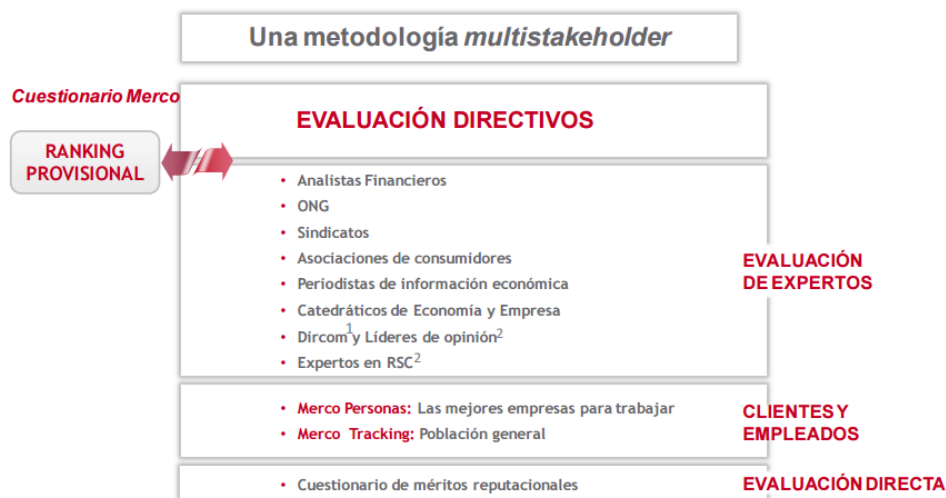 Una metodología multistakeholder
Cuestionario Merco
EVALUACIÓN DIRECTIVOS
RANKING
PROVISIONAL
• Analistas Financieros
• ONG
• Sindicatos
• Asociaciones de consumidores
• Periodistas de información económica
• Catedráticos de Economía y Empresa
• Dircom1y Líderes de opinión2
• Expertos en RSC2
EVALUACIÓN
DE EXPERTOS
• Merco Personas: Las mejores empresas para trabajar
• Merco Tracking: Población general
CLIENTES Y
EMPLEADOS
• Cuestionario de méritos reputacionales
EVALUACIÓN DIRECTA